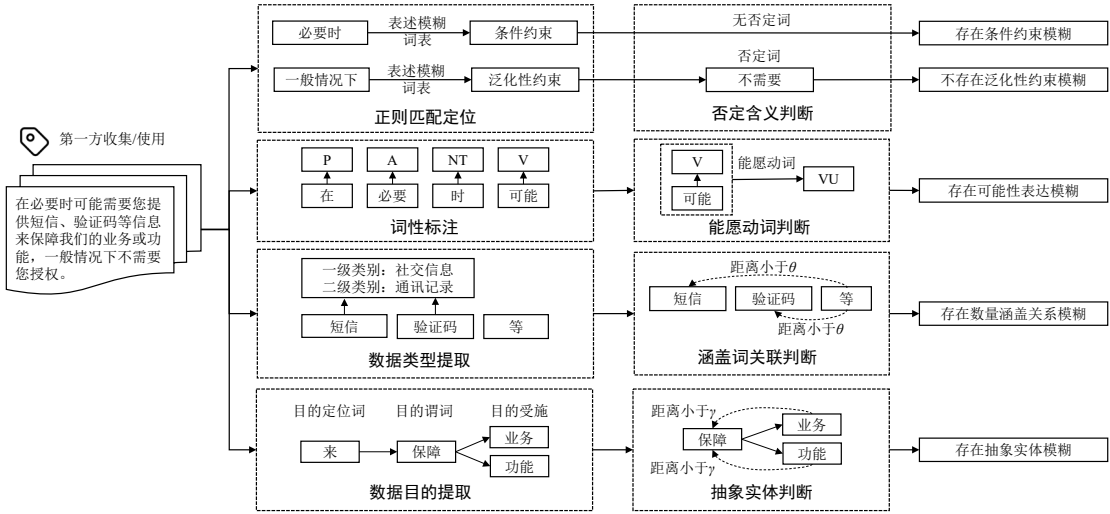 第一方收集/使用
在必要时可能需要您提
供短信、验证码等信息
来保障我们的业务或功
能，一般情况下不需要
您授权。
必要时
表述模糊
词表
条件约束
无否定词
存在条件约束模糊
一般情况下
表述模糊
词表
泛化性约束
否定词
不需要
不存在泛化性约束模糊
正则匹配定位
否定含义判断
P
A
NT
V
在
必要
时
可能
词性标注
V
可能
能愿动词
VU
能愿动词判断
存在可能性表达模糊
一级类别：社交信息
二级类别：通讯记录
短信
验证码
等
数据类型提取
距离小于θ
短信
验证码
等
距离小于θ
涵盖词关联判断
存在数量涵盖关系模糊
目的定位词
目的谓词
目的受施
来
保障
业务
功能
数据目的提取
距离小于γ
保障
业务
功能
距离小于γ
抽象实体判断
存在抽象实体模糊